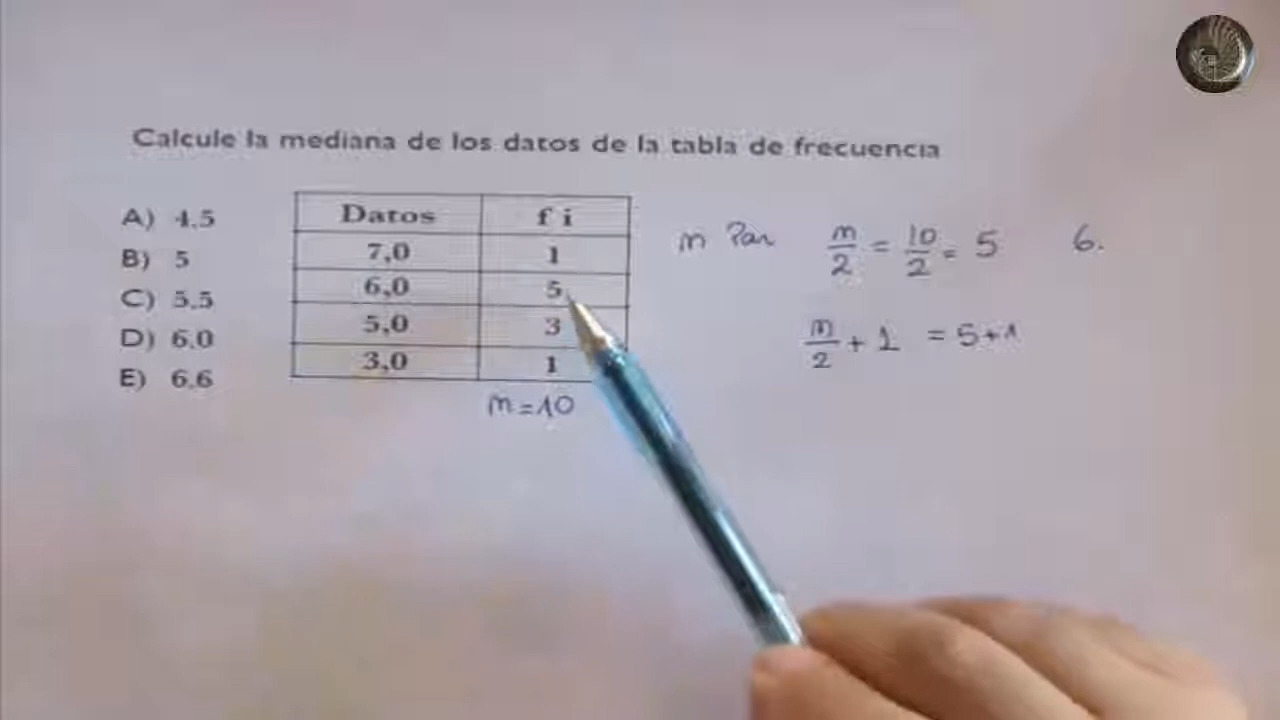 Calcule la mediana de los datos de la tabla de frecuencia
A) 4.5
B) 5
C) 5.5
D) 6.0
E) 6.6
Datos f i
7,0 1
6,0 5
5,0 3
3,0 1
n=10
n Par n/2 = 10/2 = 5 6.
n/2 + 1 = 5+1